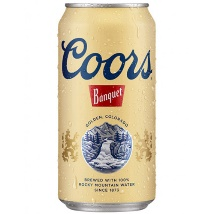 Coors
Banquet
GOLDEN, COLORADO
BREWED WITH 100%
ROCKY MOUNTAIN WATER
SINCE 1873